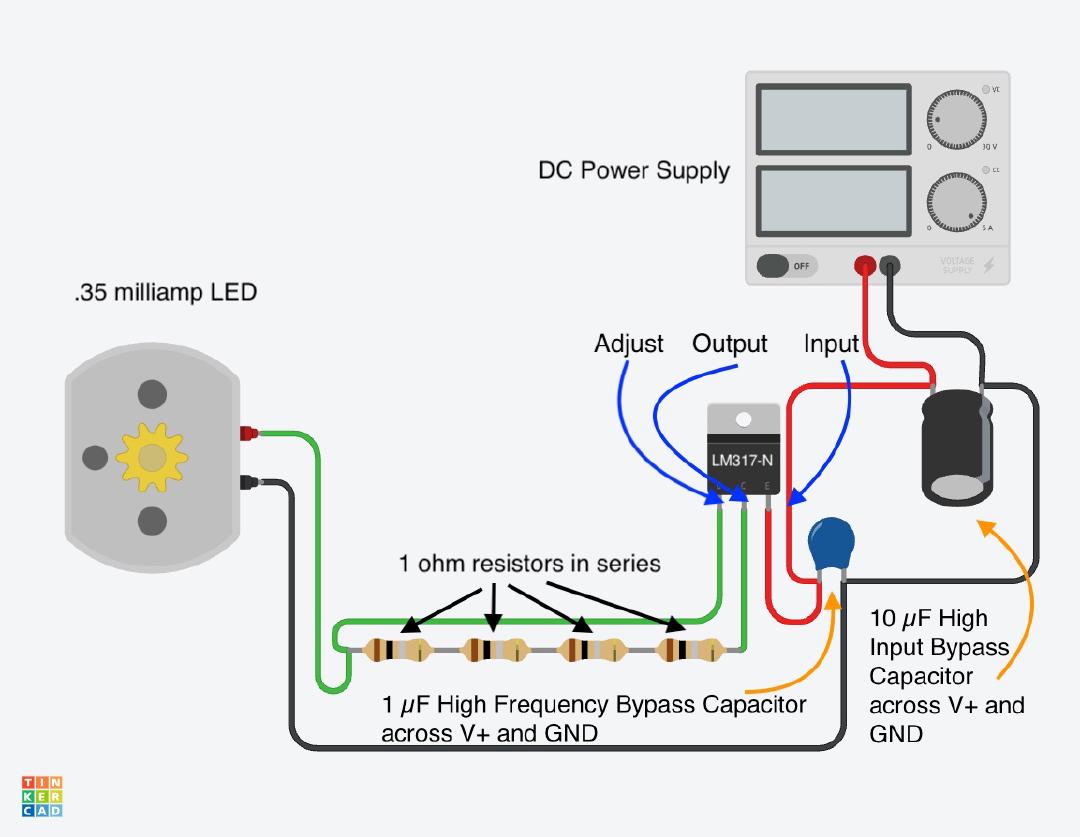 VC
0
30 V
DC Power Supply
CC
0
5 A
OFF
VOLTAGE
SUPPLY
.35 milliamp LED
Adjust
Output
Input
LM317-N
C
E
1 ohm resistors in series
10 µF High
Input Bypass
Capacitor
across V+ and
GND
1 µF High Frequency Bypass Capacitor
across V+ and GND
TIN
KER
CAD